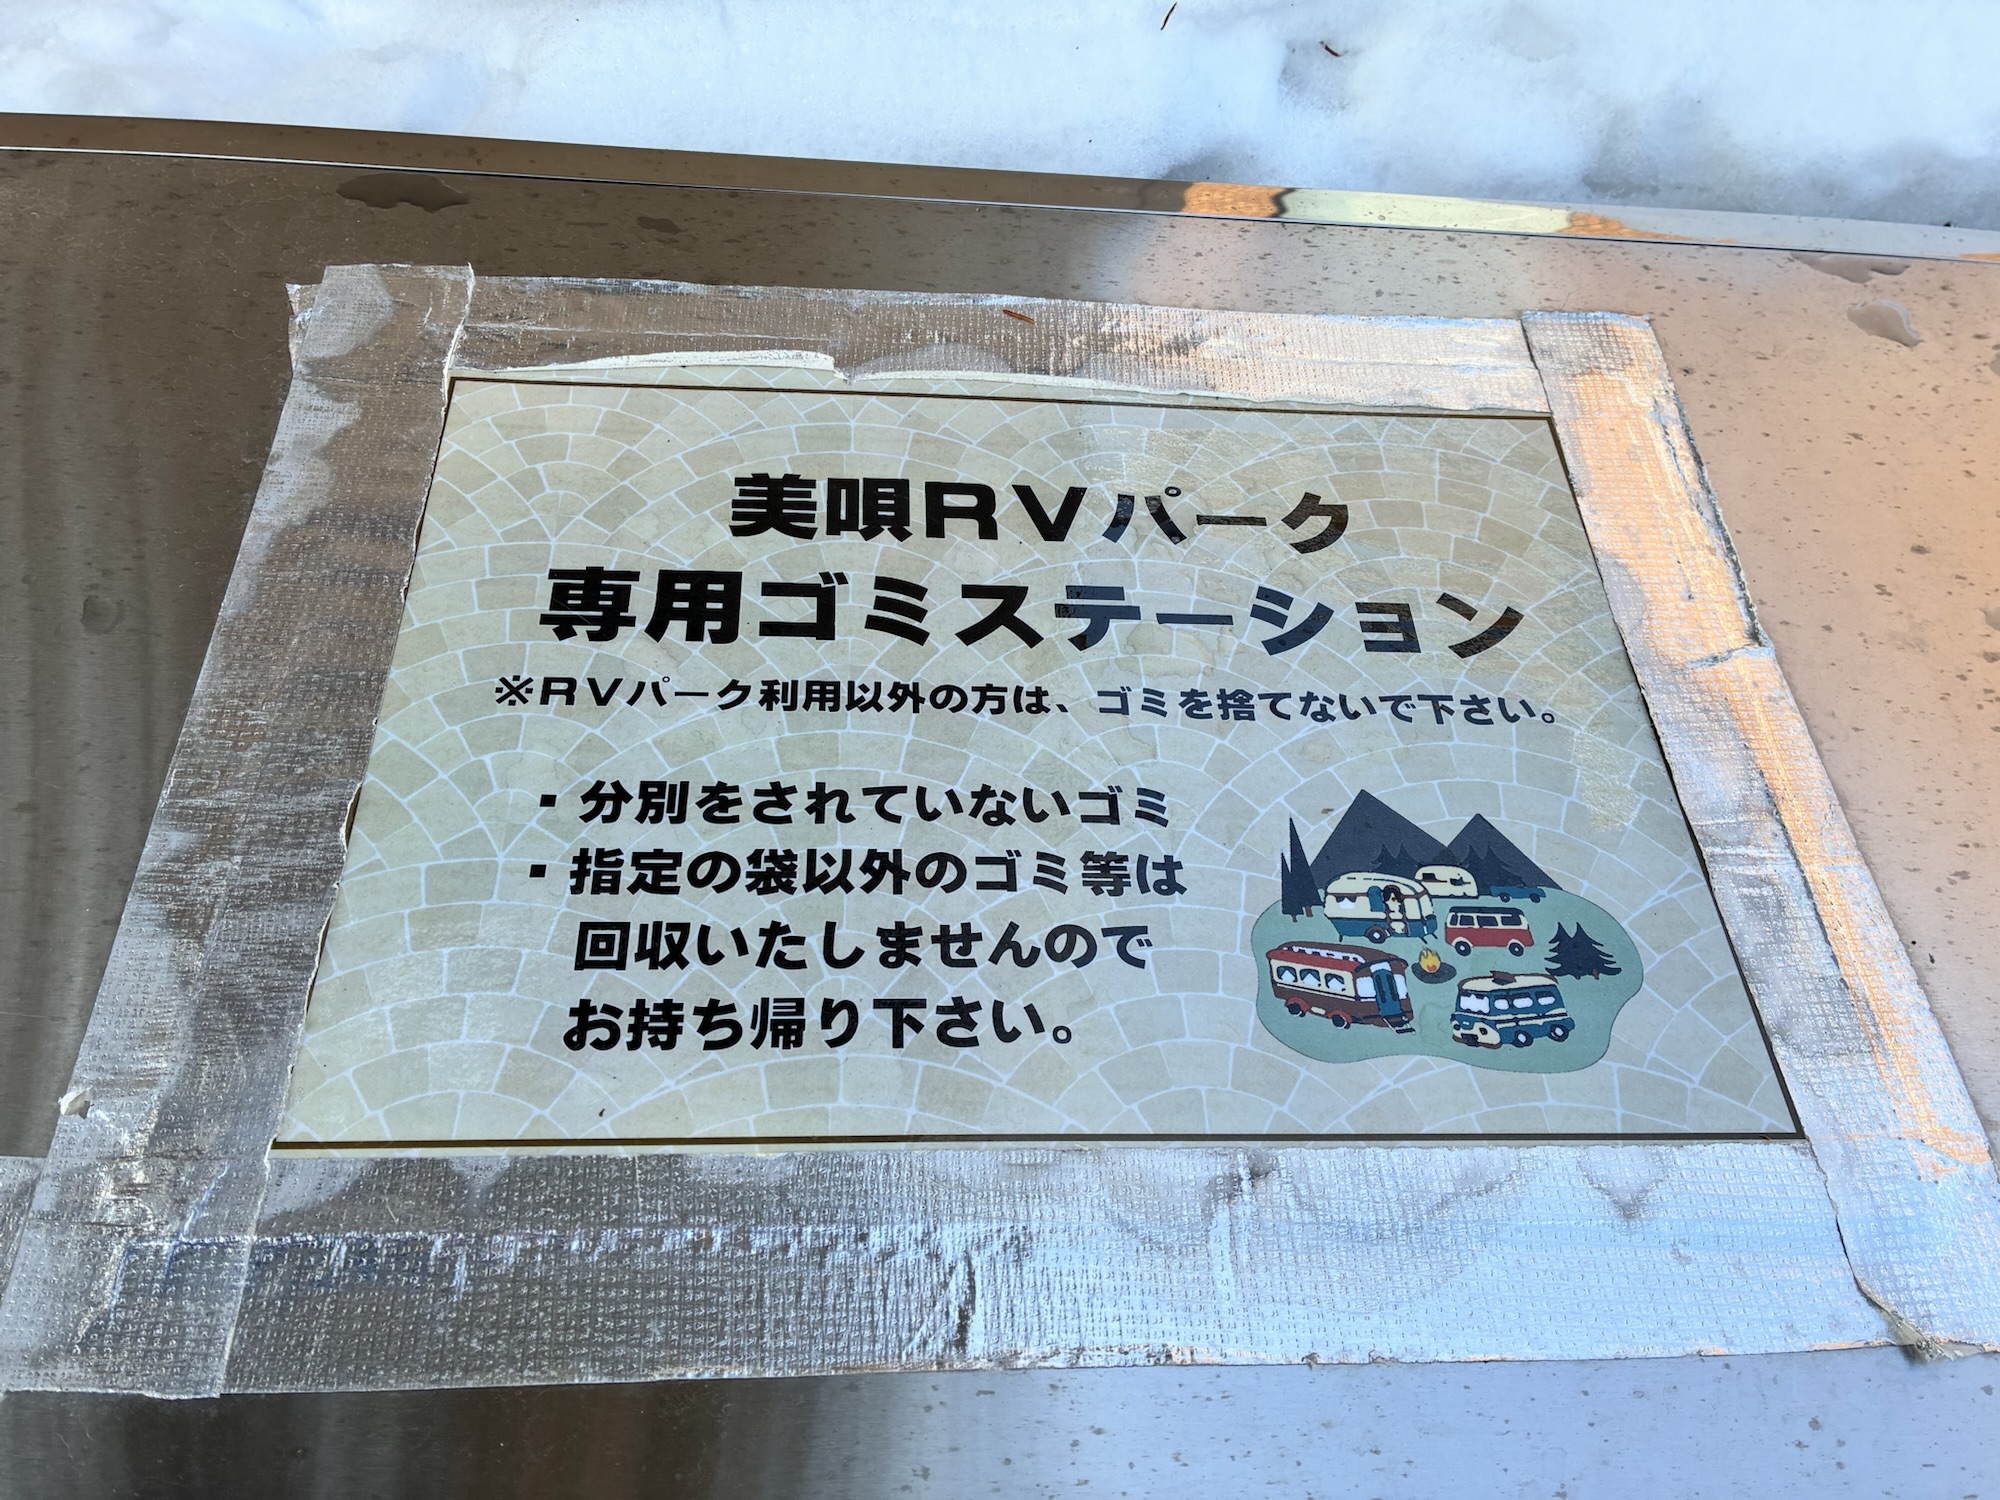 美唄RVパーク
専用ゴミステーション
※RVパーク利用以外の方は、ゴミを捨てないで下さい。
・分別をされていないゴミ
・指定の袋以外のゴミ等は
回収いたしませんので
お持ち帰り下さい。